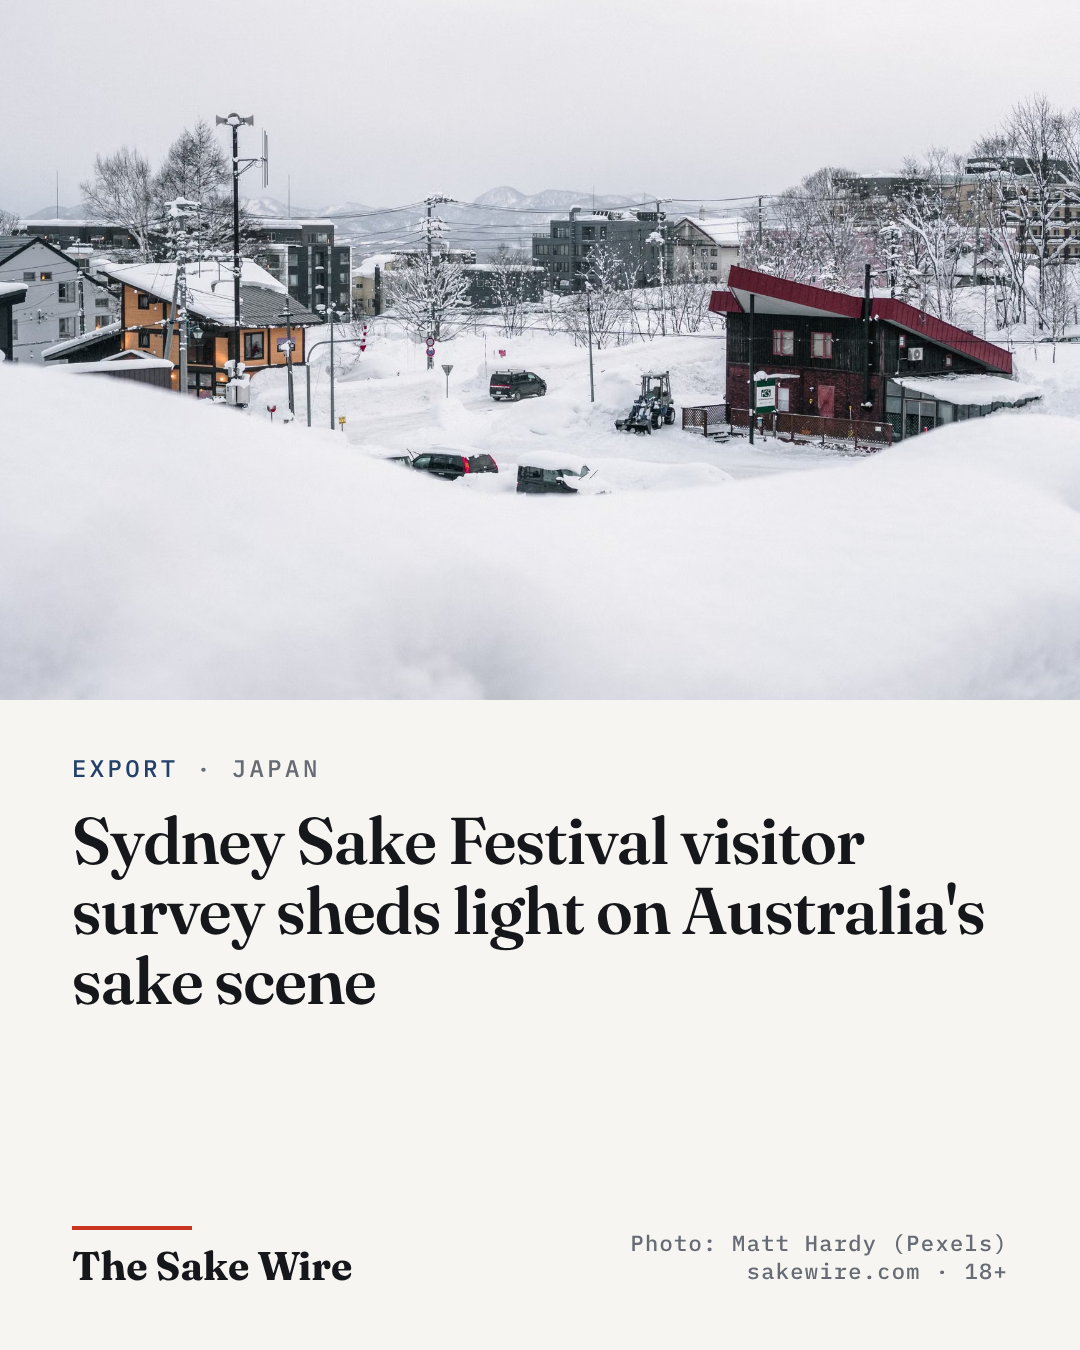 EXPORT · JAPAN
Sydney Sake Festival visitor
survey sheds light on Australia's
sake scene
The Sake Wire
Photo: Matt Hardy (Pexels)
sakewire.com · 18+